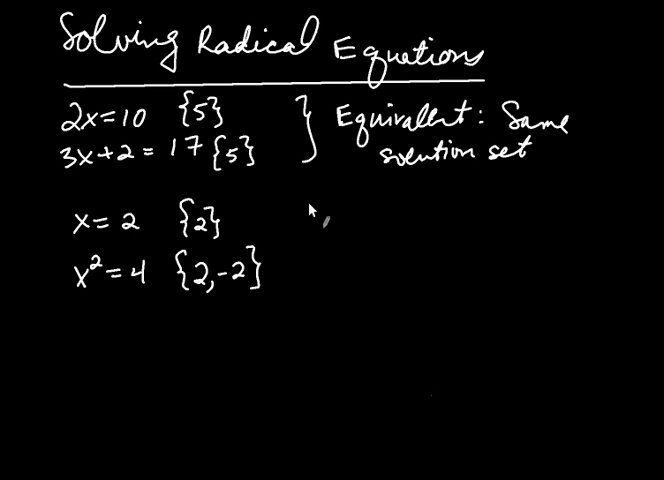 Solving Radical Equations
2x=10 {5} } Equivalent: Same
3x+2=17 {5} solution set
x=2 {2}
x²=4 {2,-2}